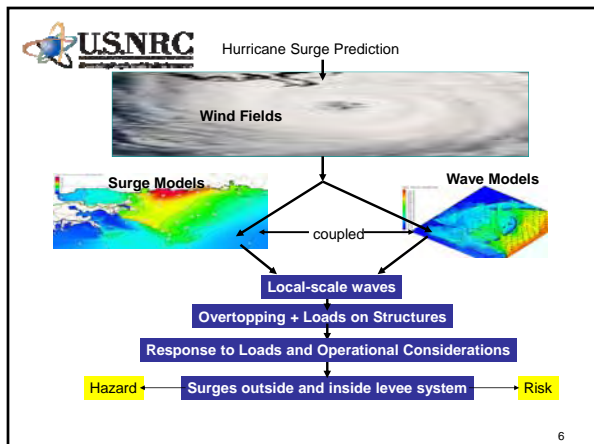 U.S.NRC
Hurricane Surge Prediction
Wind Fields
Surge Models
Wave Models
coupled
Local-scale waves
Overtopping + Loads on Structures
Response to Loads and Operational Considerations
Hazard
Surges outside and inside levee system
Risk
6